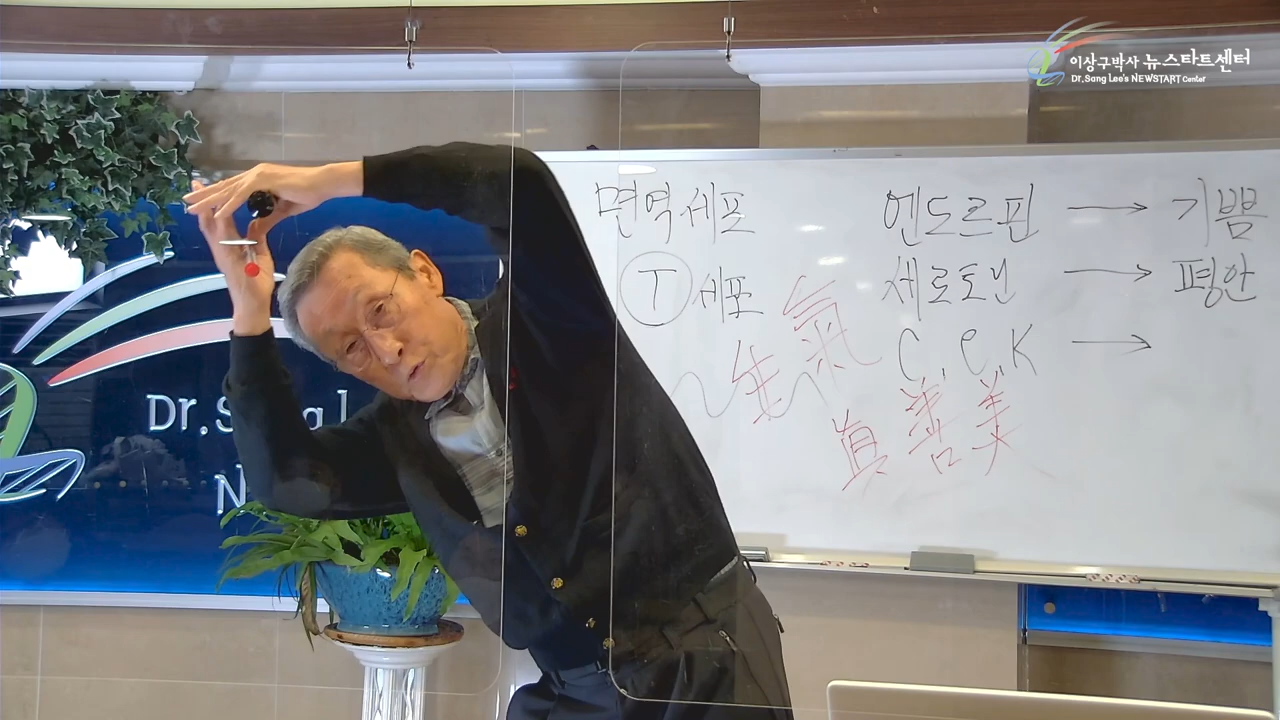 이상구박사 뉴스타트센터
Dr.Sang Lee's NEWSTART Center
면역세포 엔도르핀 → 기쁨
T 세포 세로토닌 → 평안
C, C, K →
生氣
真善美
Dr.S
N